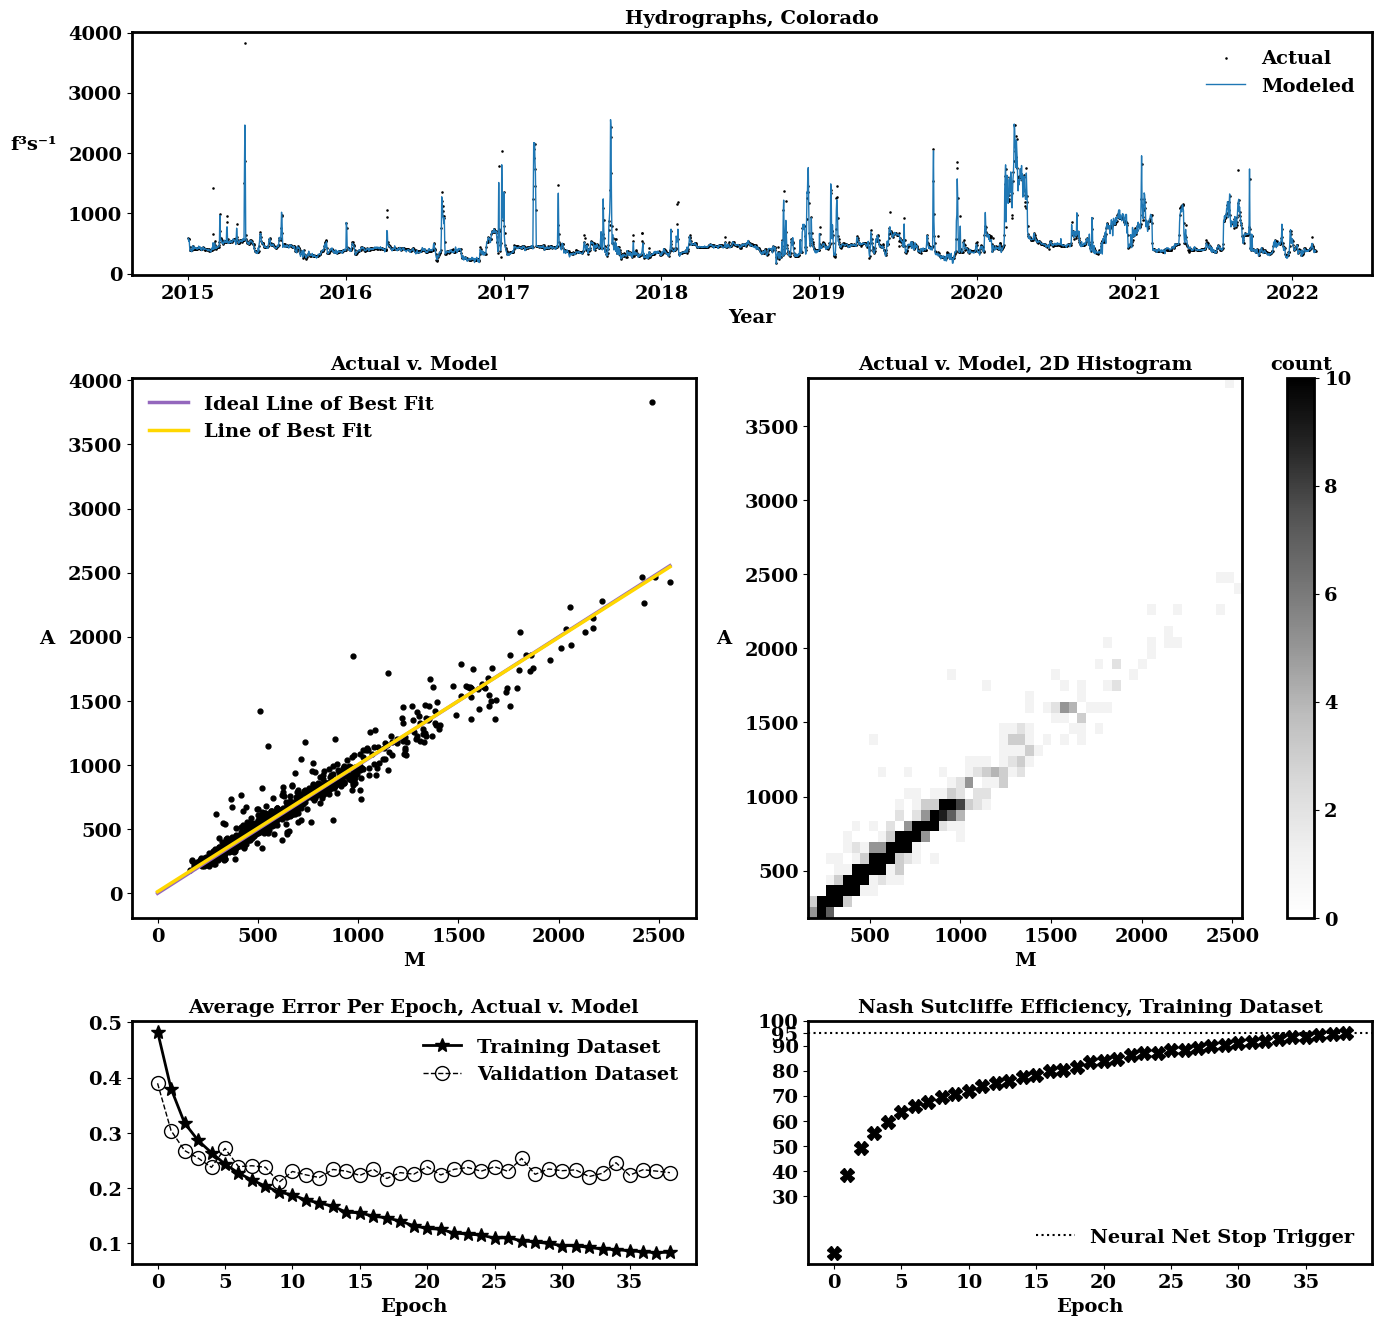 Hydrographs, Colorado
4000
3000
2000
1000
0
f³s⁻¹
Actual
Modeled
2015 2016 2017 2018 2019 2020 2021 2022
Year
Actual v. Model
4000
3500
3000
2500
2000
1500
1000
500
0
A
Ideal Line of Best Fit
Line of Best Fit
0 500 1000 1500 2000 2500
M
Actual v. Model, 2D Histogram
3500
3000
2500
2000
1500
1000
500
A
500 1000 1500 2000 2500
M
count
10
8
6
4
2
0
Average Error Per Epoch, Actual v. Model
0.5
0.4
0.3
0.2
0.1
Training Dataset
Validation Dataset
0 5 10 15 20 25 30 35
Epoch
Nash Sutcliffe Efficiency, Training Dataset
100
95
90
80
70
60
50
40
30
Neural Net Stop Trigger
0 5 10 15 20 25 30 35
Epoch